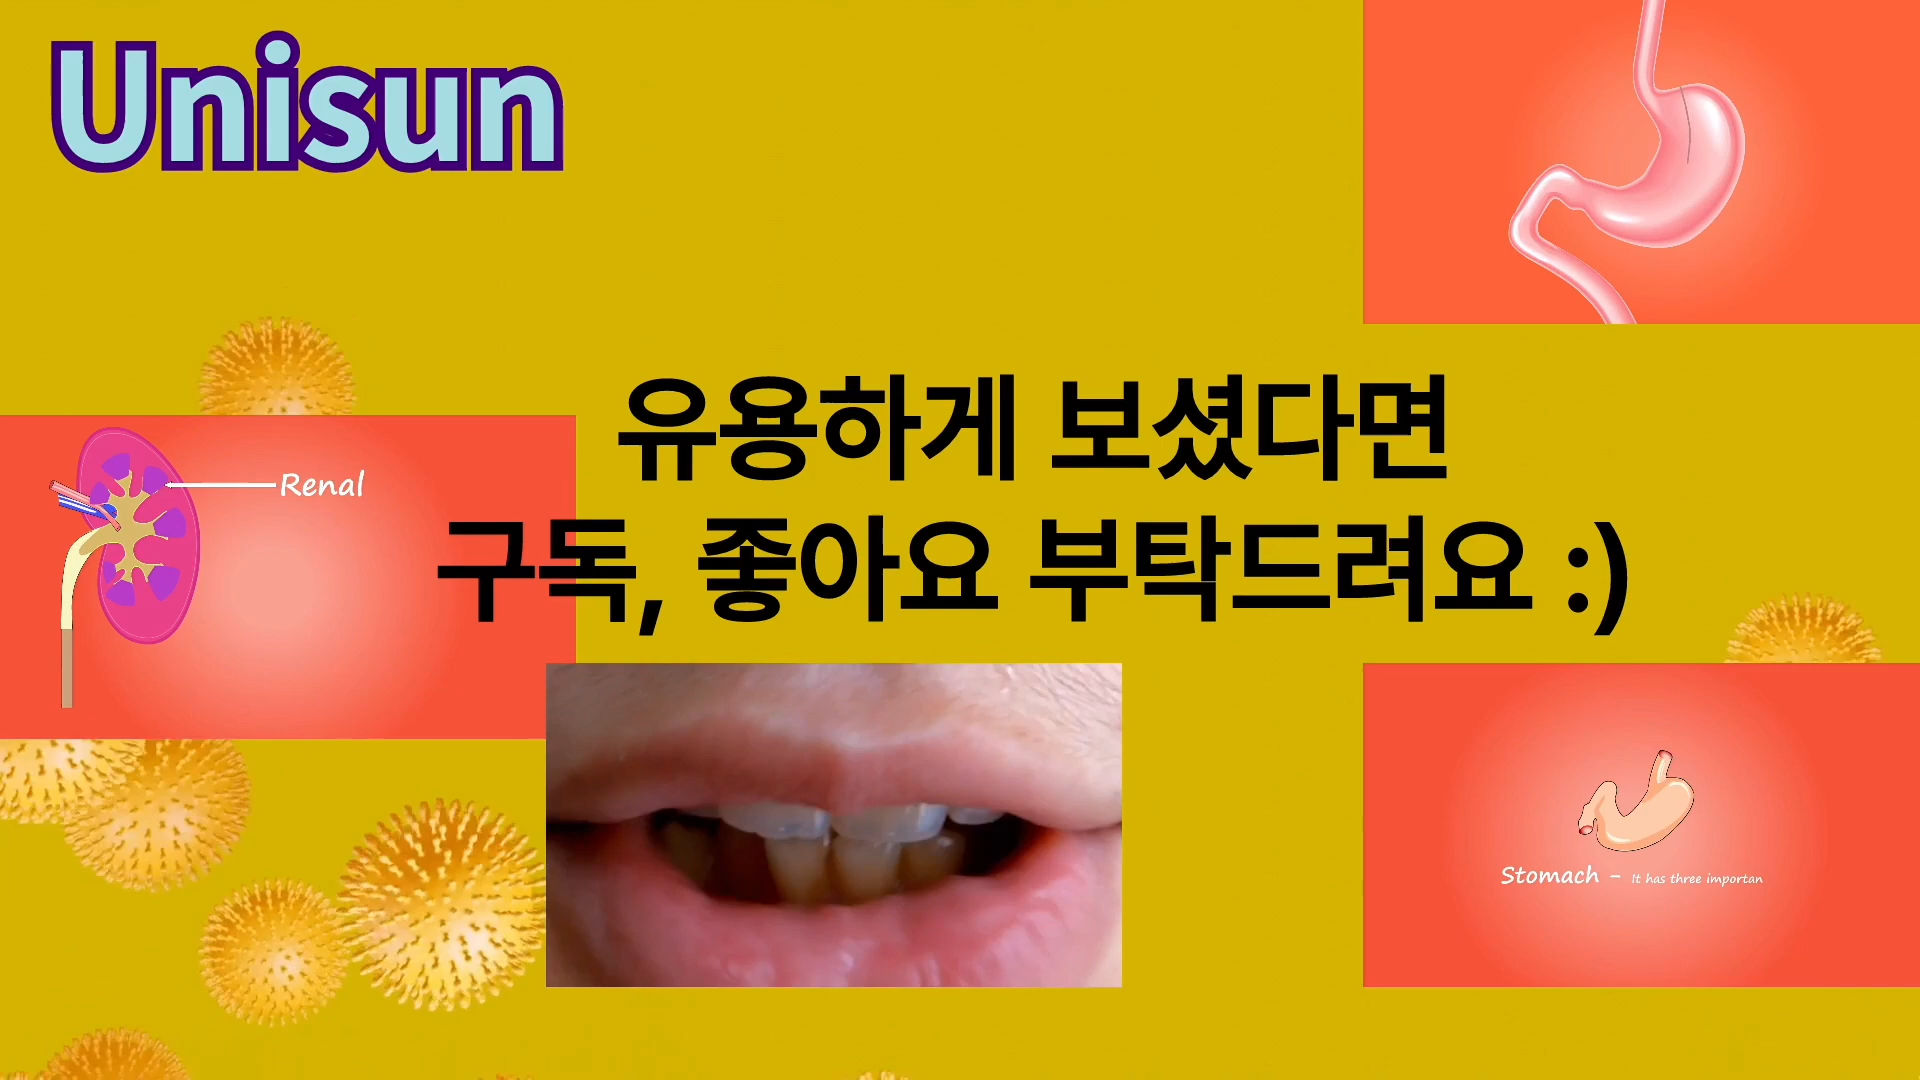 Unisun
유용하게 보셨다면
Renal
구독, 좋아요 부탁드려요 :)
Stomach - It has three importan